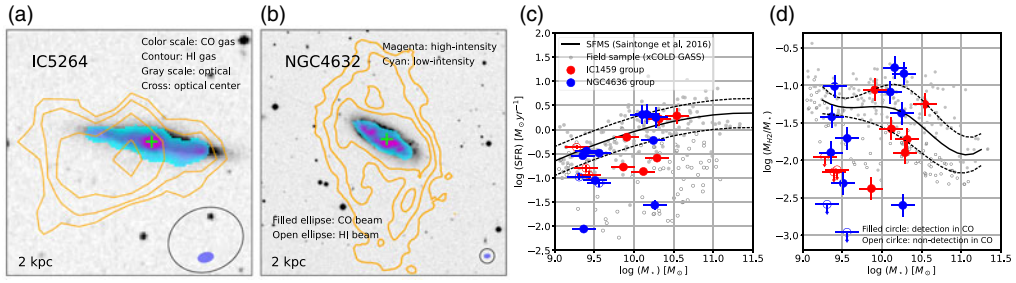 (a)
IC5264
Color scale: CO gas
Contour: HI gas
Gray scale: optical
Cross: optical center
2 kpc
(b)
NGC4632
Magenta: high-intensity
Cyan: low-intensity
Filled ellipse: CO beam
Open ellipse: HI beam
2 kpc
(c)
log (SFR) [M⊙yr⁻¹]
2.0
1.5
1.0
0.5
0.0
−0.5
−1.0
−1.5
−2.0
−2.5
SFMS (Saintonge et al, 2016)
Field sample (xCOLD GASS)
IC1459 group
NGC4636 group
9.0 9.5 10.0 10.5 11.0 11.5
log (M⋆) [M⊙]
(d)
log (M_H2/M⋆)
−0.5
−1.0
−1.5
−2.0
−2.5
−3.0
Filled circle: detection in CO
Open cirlce: non-detection in CO
9.0 9.5 10.0 10.5 11.0 11.5
log (M⋆) [M⊙]